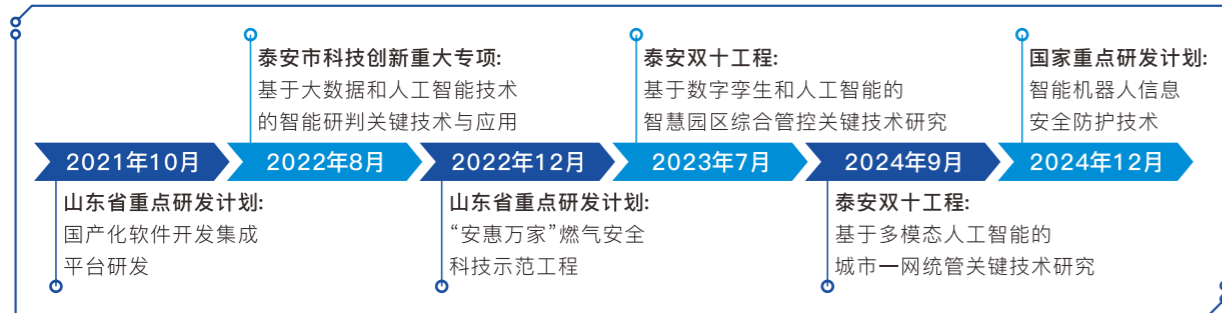 泰安市科技创新重大专项:
基于大数据和人工智能技术
的智能研判关键技术与应用
泰安双十工程:
基于数字孪生和人工智能的
智慧园区综合管控关键技术研究
国家重点研发计划:
智能机器人信息
安全防护技术
2021年10月
2022年8月
2022年12月
2023年7月
2024年9月
2024年12月
山东省重点研发计划:
国产化软件开发集成
平台研发
山东省重点研发计划:
“安惠万家”燃气安全
科技示范工程
泰安双十工程:
基于多模态人工智能的
城市一网统管关键技术研究